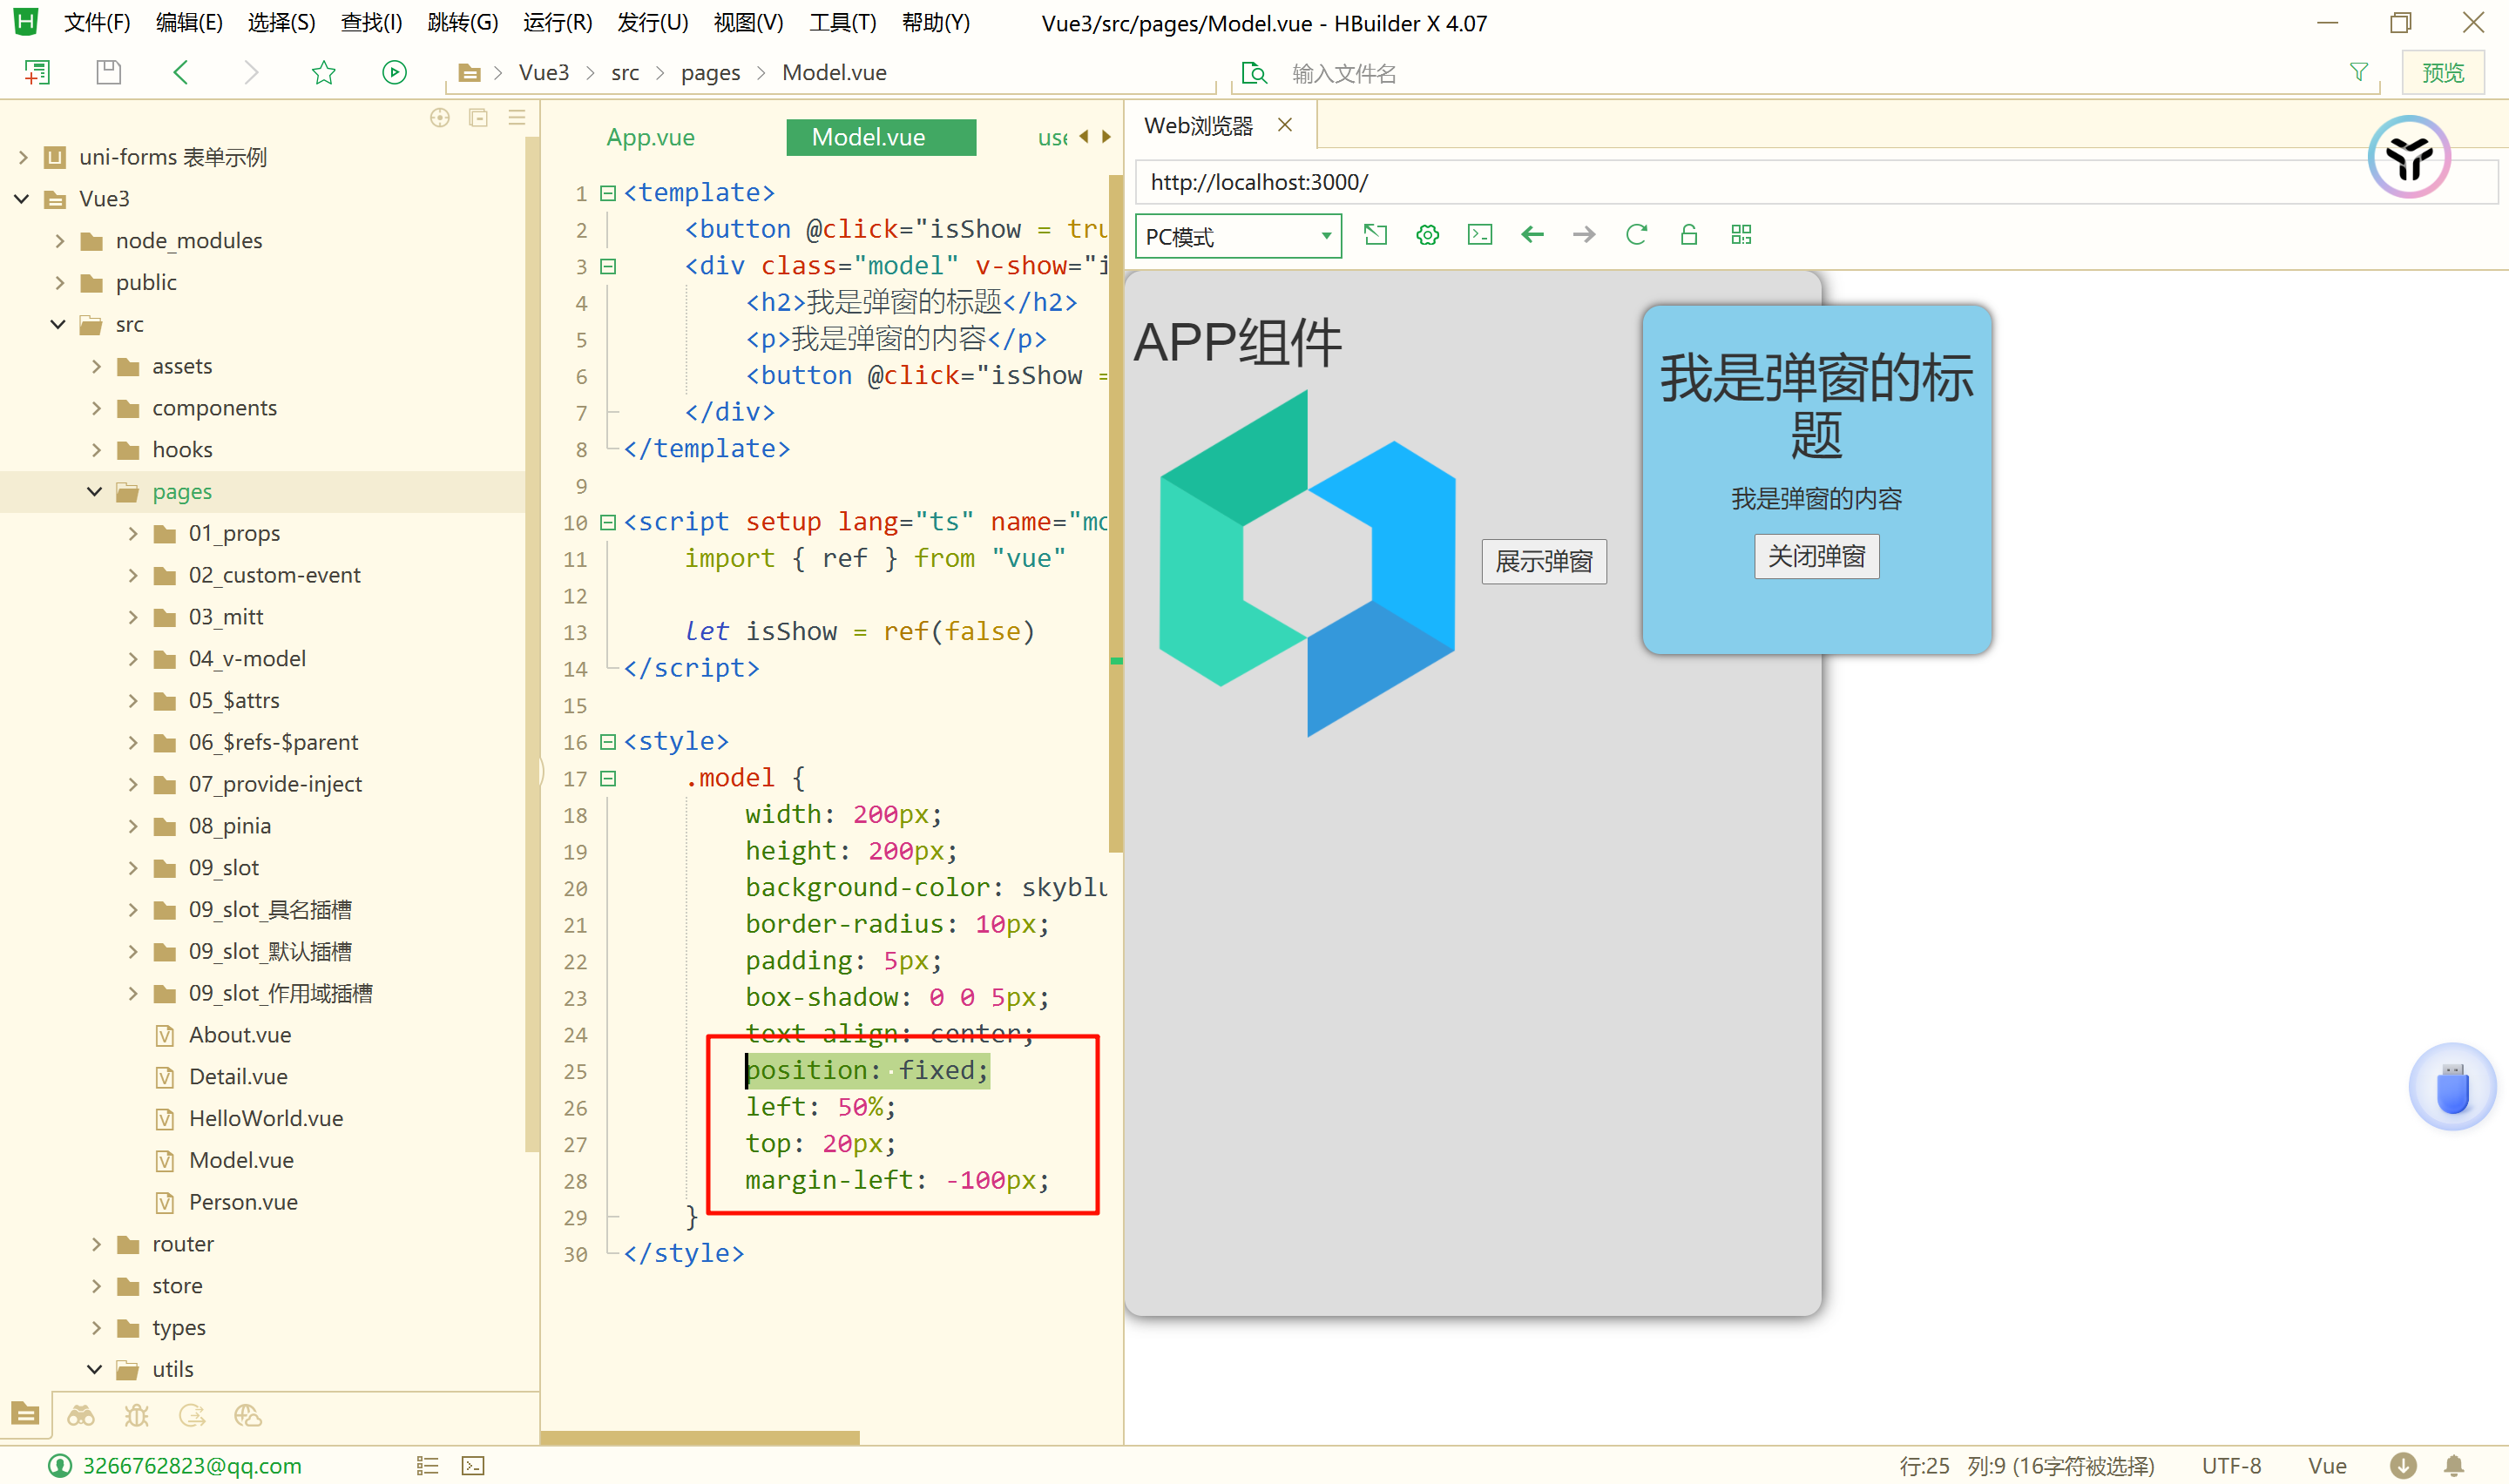 文件(F) 编辑(E) 选择(S) 查找(I) 跳转(G) 运行(R) 发行(U) 视图(V) 工具(T) 帮助(Y) Vue3/src/pages/Model.vue - HBuilder X 4.07
Vue3 src pages Model.vue 输入文件名 预览
uni-forms 表单示例
Vue3
node_modules
public
src
assets
components
hooks
pages
01_props
02_custom-event
03_mitt
04_v-model
05_$attrs
06_$refs-$parent
07_provide-inject
08_pinia
09_slot
09_slot_具名插槽
09_slot_默认插槽
09_slot_作用域插槽
About.vue
Detail.vue
HelloWorld.vue
Model.vue
Person.vue
router
store
types
utils
App.vue Model.vue use
1 <template>
2 <button @click="isShow = tru
3 <div class="model" v-show="i
4 <h2>我是弹窗的标题</h2>
5 <p>我是弹窗的内容</p>
6 <button @click="isShow =
7 </div>
8 </template>
9
10 <script setup lang="ts" name="mo
11 import { ref } from "vue"
12
13 let isShow = ref(false)
14 </script>
15
16 <style>
17 .model {
18 width: 200px;
19 height: 200px;
20 background-color: skyblu
21 border-radius: 10px;
22 padding: 5px;
23 box-shadow: 0 0 5px;
24 text-align: center;
25 position: fixed;
26 left: 50%;
27 top: 20px;
28 margin-left: -100px;
29 }
30 </style>
Web浏览器
http://localhost:3000/
PC模式
APP组件
展示弹窗
我是弹窗的标
题
我是弹窗的内容
关闭弹窗
3266762823@qq.com 行:25 列:9 (16字符被选择) UTF-8 Vue